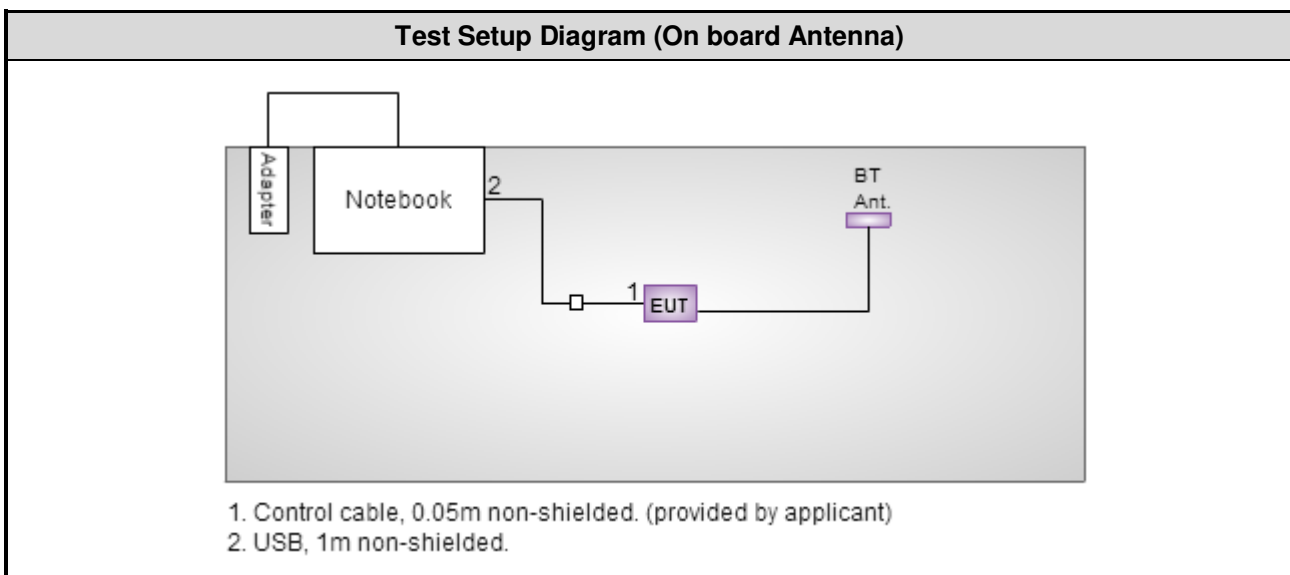 Test Setup Diagram (On board Antenna)
Adapter
Notebook
2
BT
Ant.
1
EUT
1. Control cable, 0.05m non-shielded. (provided by applicant)
2. USB, 1m non-shielded.